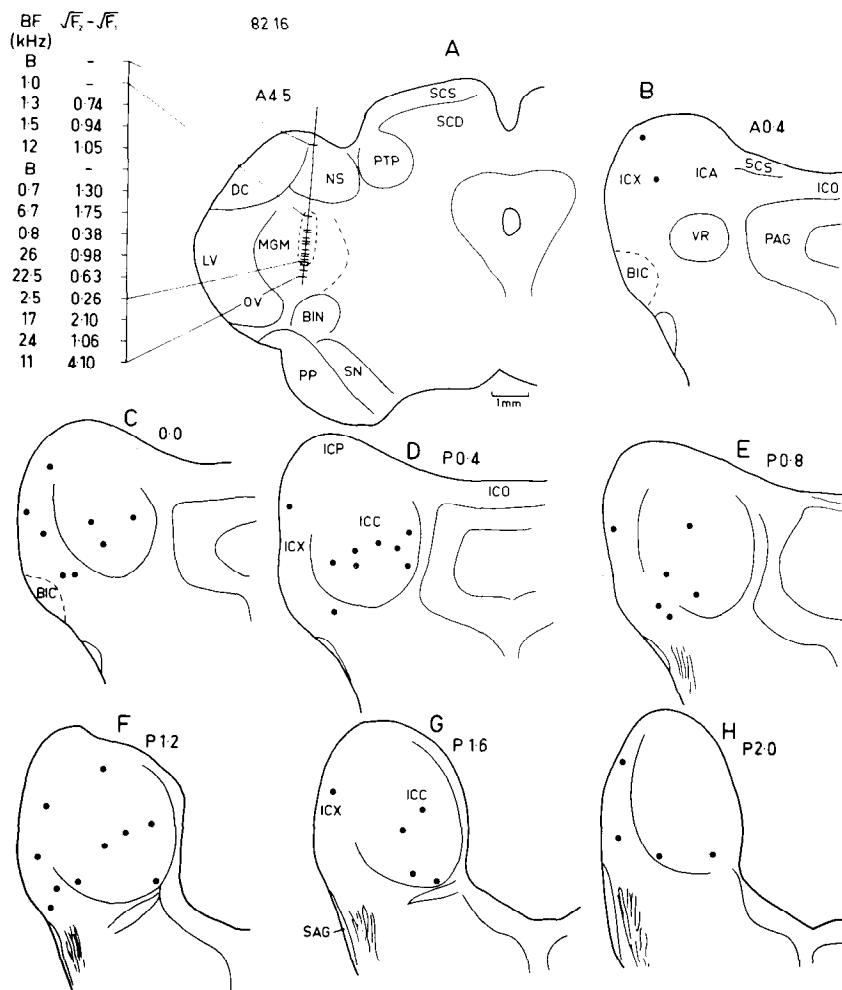 BF √F₂-√F₁
(kHz)
B -
1·0 -
1·3 0·74
1·5 0·94
12 1·05
B -
0·7 1·30
6·7 1·75
0·8 0·38
26 0·98
22·5 0·63
2·5 0·26
17 2·10
24 1·06
11 4·10
82 16
A
A4·5
SCS
SCD
PTP
DC
NS
MGM
LV
OV
BIN
PP
SN
1mm
B
A0·4
SCS
ICX
ICA
ICO
VR
PAG
BIC
C
0·0
BIC
D
P0·4
ICP
ICO
ICC
ICX
E
P0·8
F
P1·2
G
P1·6
ICX
ICC
SAG
H
P2·0